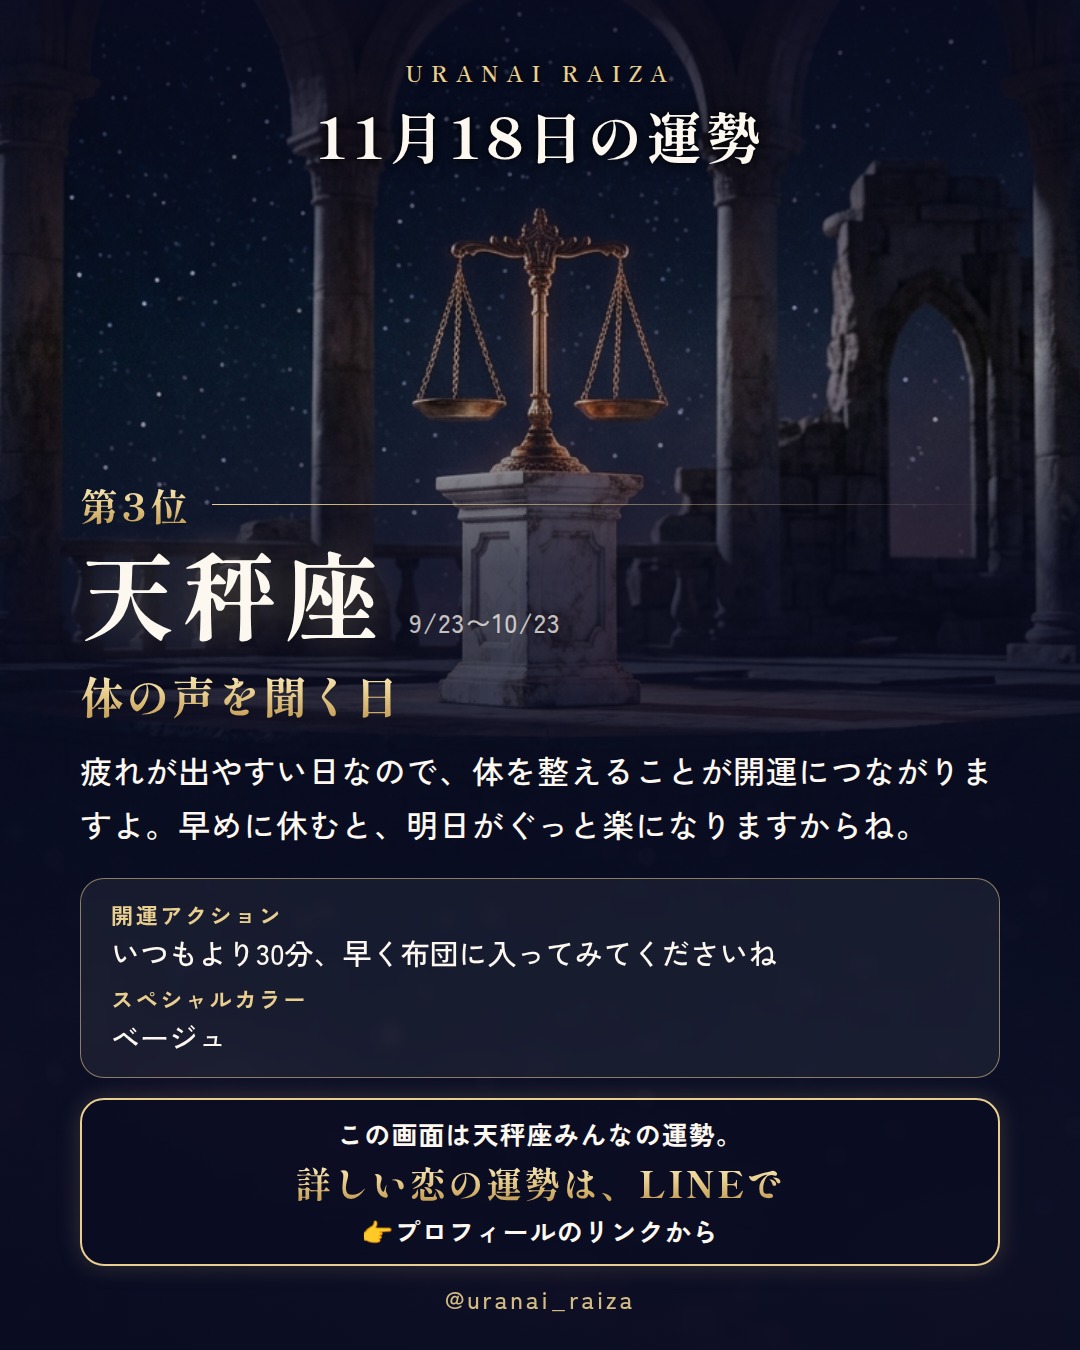 URANAI RAIZA
11月18日の運勢
第3位
天秤座 9/23〜10/23
体の声を聞く日
疲れが出やすい日なので、体を整えることが開運につながりま
すよ。早めに休むと、明日がぐっと楽になりますからね。
開運アクション
いつもより30分、早く布団に入ってみてくださいね
スペシャルカラー
ベージュ
この画面は天秤座みんなの運勢。
詳しい恋の運勢は、LINEで
👉プロフィールのリンクから
@uranai_raiza